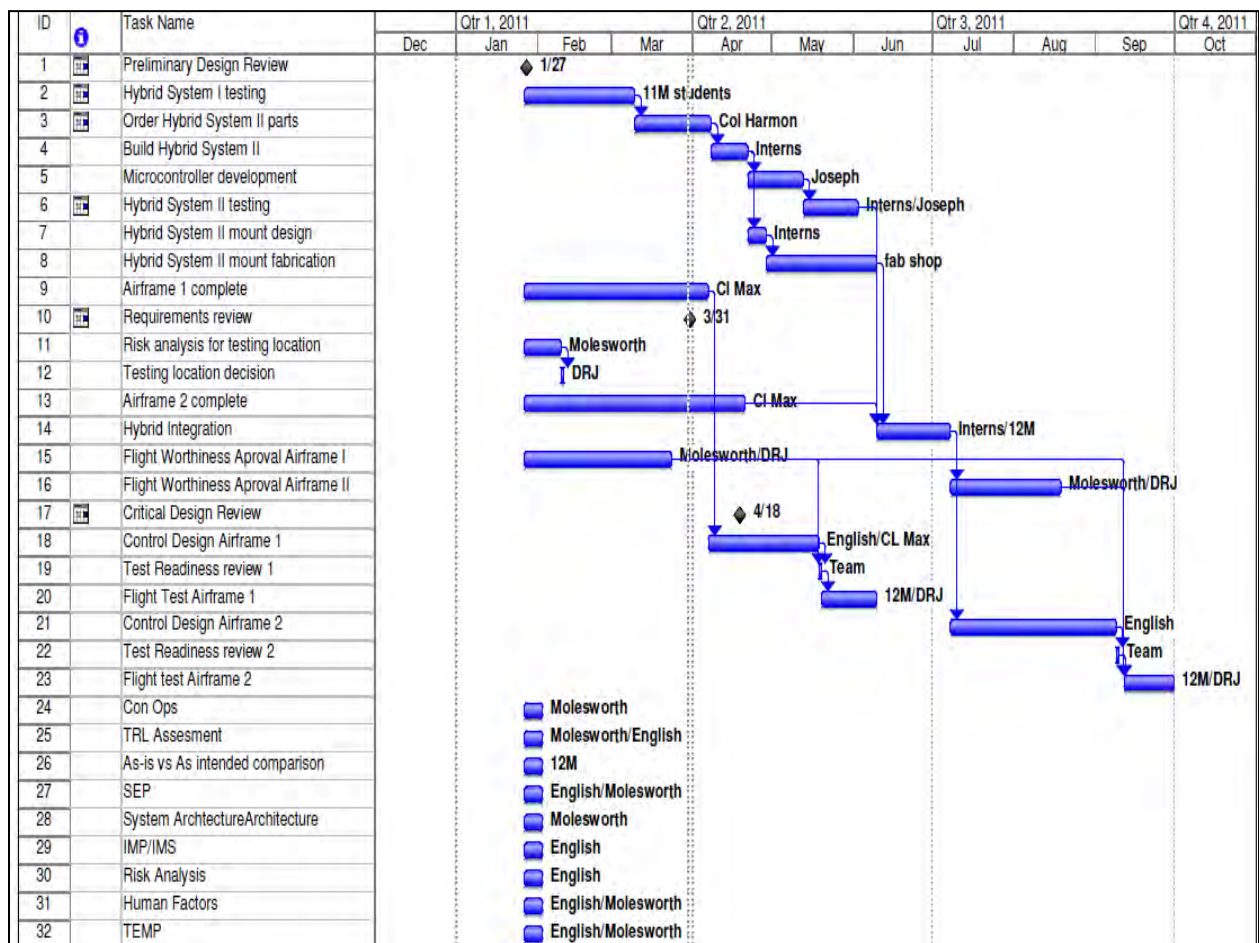 ID Task Name Qtr 1, 2011 Qtr 2, 2011 Qtr 3, 2011 Qtr 4, 2011
Dec Jan Feb Mar Apr May Jun Jul Aug Sep Oct
1 Preliminary Design Review 1/27
2 Hybrid System I testing 11M students
3 Order Hybrid System II parts Col Harmon
4 Build Hybrid System II Interns
5 Microcontroller development Joseph
6 Hybrid System II testing Interns/Joseph
7 Hybrid System II mount design Interns
8 Hybrid System II mount fabrication fab shop
9 Airframe 1 complete Cl Max
10 Requirements review 3/31
11 Risk analysis for testing location Molesworth
12 Testing location decision DRJ
13 Airframe 2 complete Cl Max
14 Hybrid Integration Interns/12M
15 Flight Worthiness Aproval Airframe I Molesworth/DRJ
16 Flight Worthiness Aproval Airframe II Molesworth/DRJ
17 Critical Design Review 4/18
18 Control Design Airframe 1 English/CL Max
19 Test Readiness review 1 Team
20 Flight Test Airframe 1 12M/DRJ
21 Control Design Airframe 2 English
22 Test Readiness review 2 Team
23 Flight test Airframe 2 12M/DRJ
24 Con Ops Molesworth
25 TRL Assesment Molesworth/English
26 As-is vs As intended comparison 12M
27 SEP English/Molesworth
28 System ArchtectureArchitecture Molesworth
29 IMP/IMS English
30 Risk Analysis English
31 Human Factors English/Molesworth
32 TEMP English/Molesworth